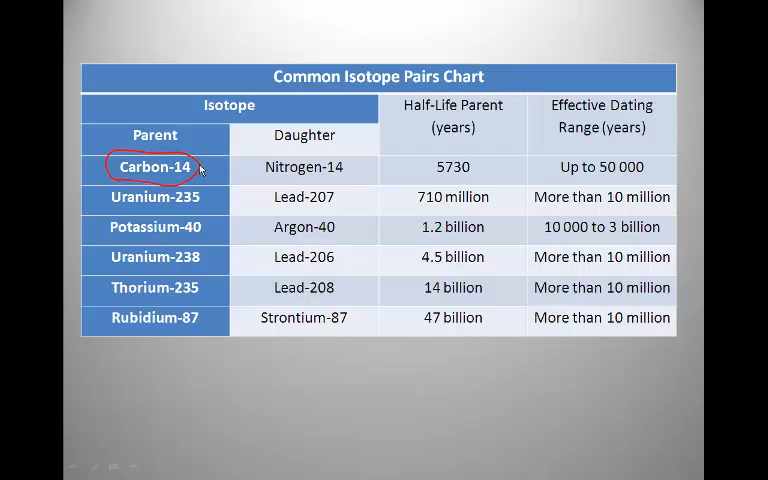 Common Isotope Pairs Chart
Isotope Half-Life Parent (years) Effective Dating Range (years)
Parent Daughter
Carbon-14 Nitrogen-14 5730 Up to 50 000
Uranium-235 Lead-207 710 million More than 10 million
Potassium-40 Argon-40 1.2 billion 10 000 to 3 billion
Uranium-238 Lead-206 4.5 billion More than 10 million
Thorium-235 Lead-208 14 billion More than 10 million
Rubidium-87 Strontium-87 47 billion More than 10 million